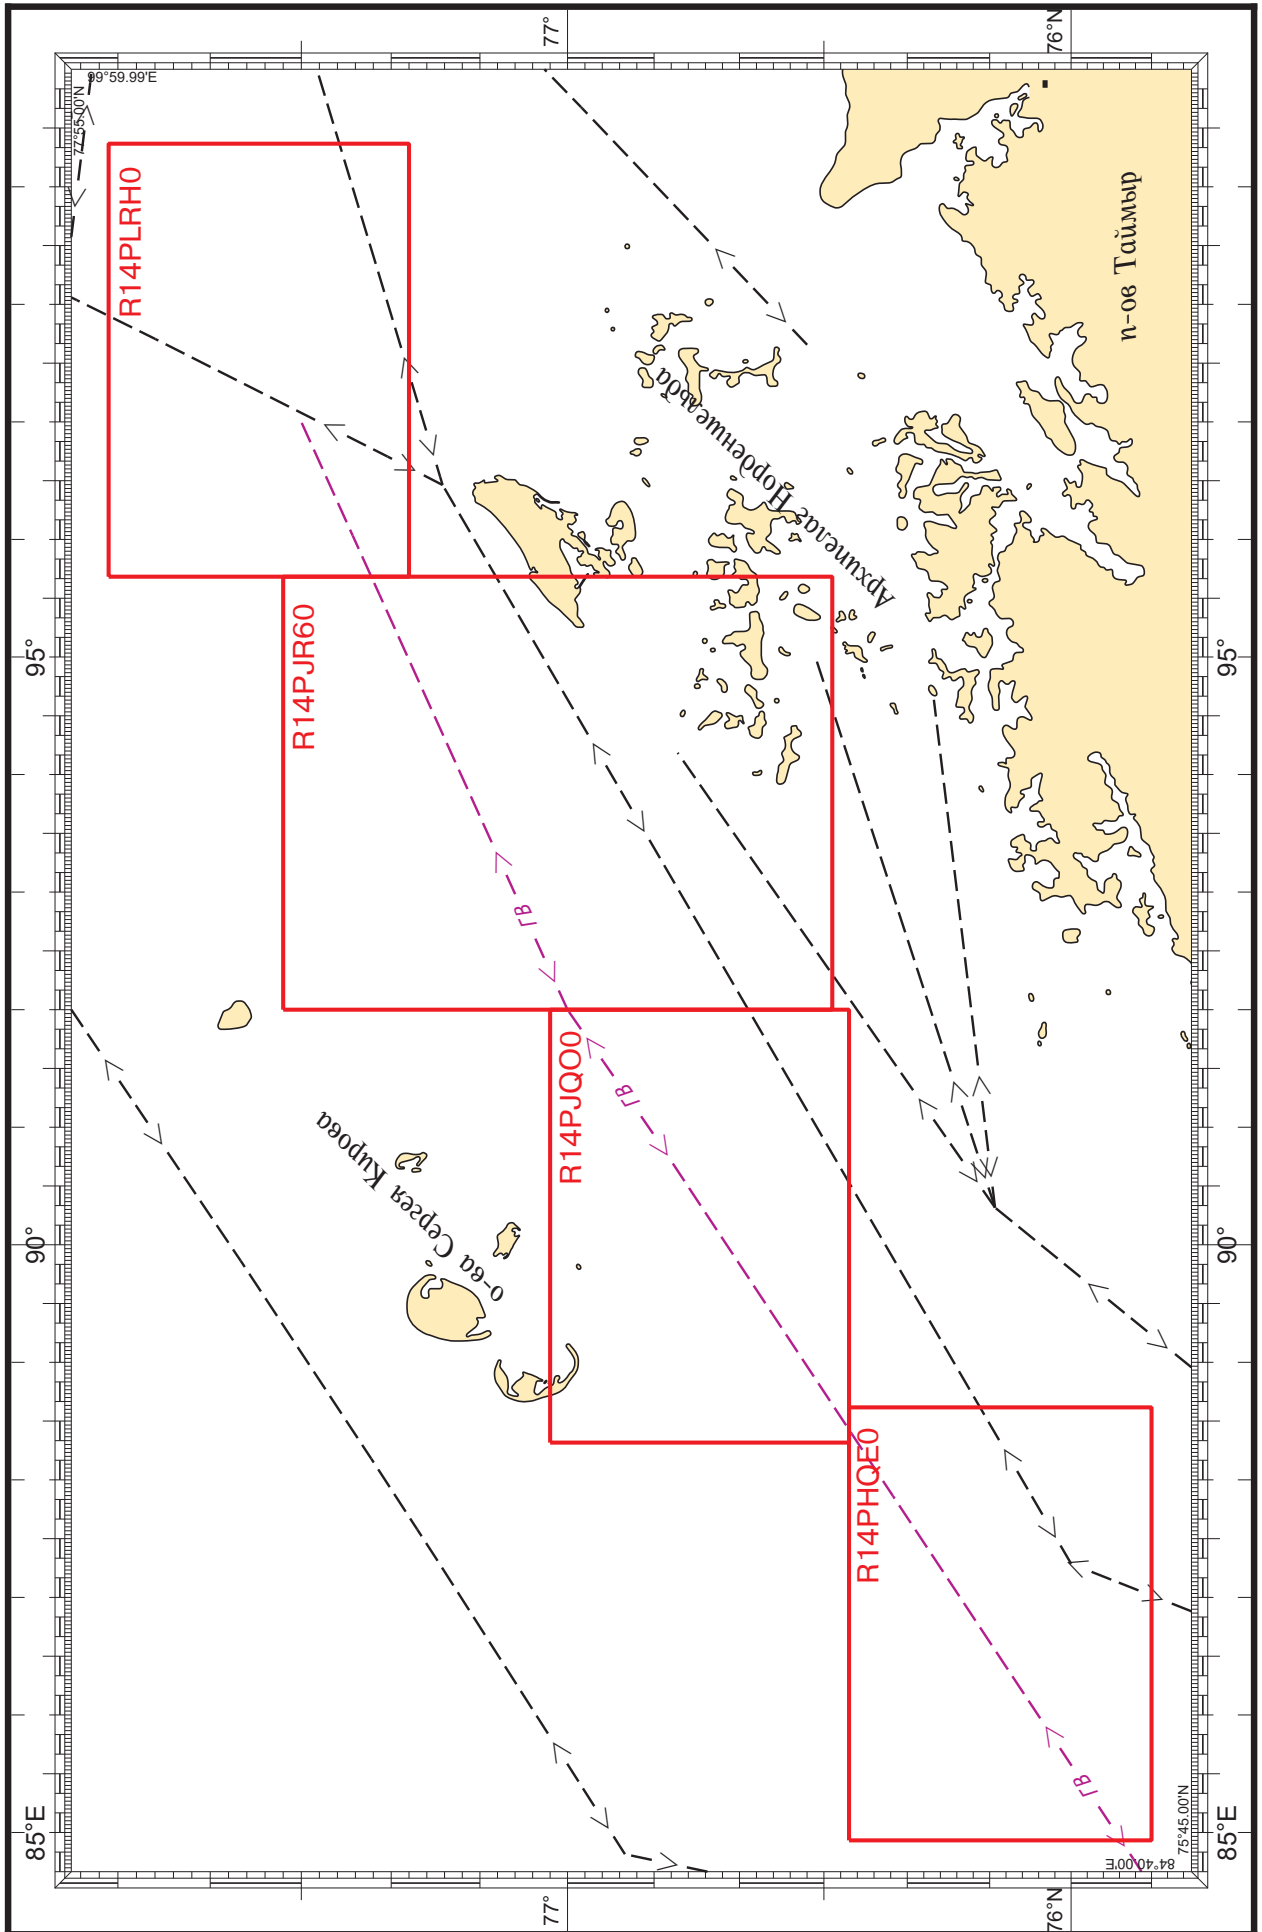 77°
76°N
99°59.99'E
77°55.00'N
R14PLRH0
п-ов Таймыр
Архипелаг Норденшельда
R14PJR60
95°
95°
ГВ
R14PJQO0
ГВ
о-ва Сергея Кирова
90°
90°
R14PHQE0
ГВ
85°E
85°E
75°45.00'N
84°40.00'E
77°
76°N